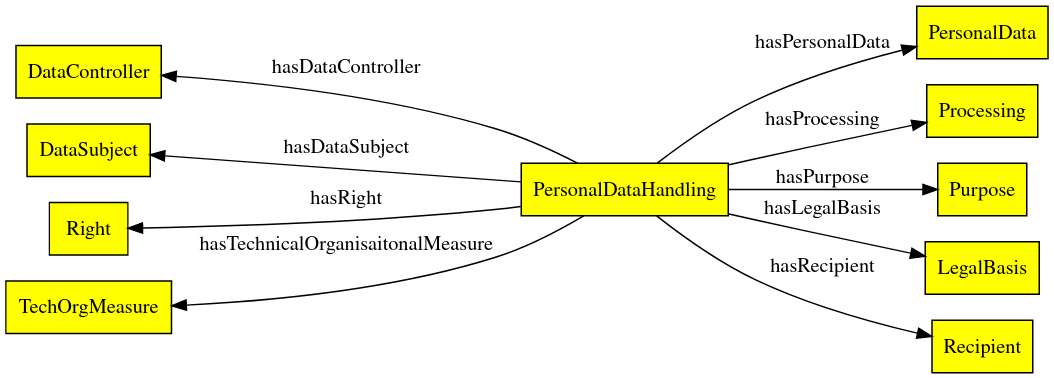 PersonalData
hasPersonalData
DataController
hasDataController
Processing
hasProcessing
DataSubject
hasDataSubject
PersonalDataHandling
hasPurpose
Purpose
hasRight
hasLegalBasis
Right
hasTechnicalOrganisaitonalMeasure
LegalBasis
hasRecipient
TechOrgMeasure
Recipient